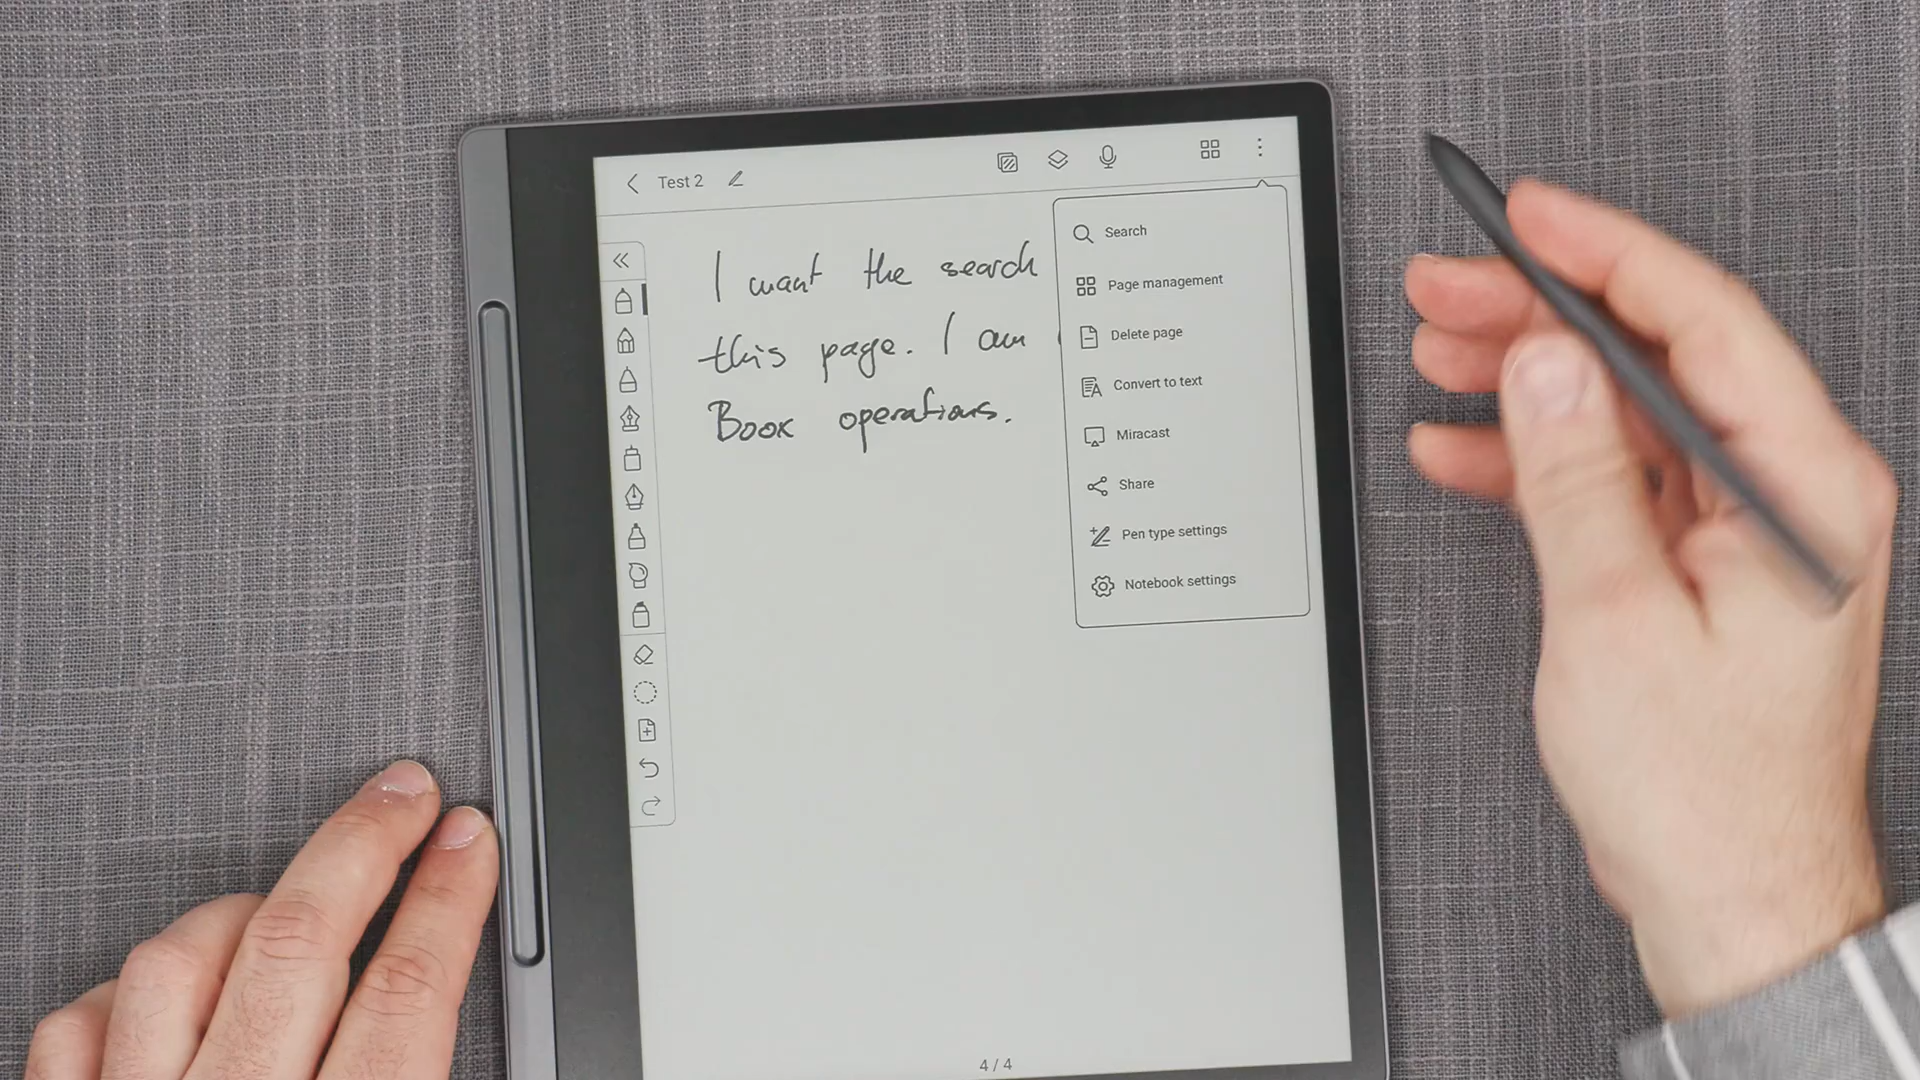 Test 2
I want the search
this page. I am
Boox operations.
Search
Page management
Delete page
Convert to text
Miracast
Share
Pen type settings
Notebook settings
4 / 4